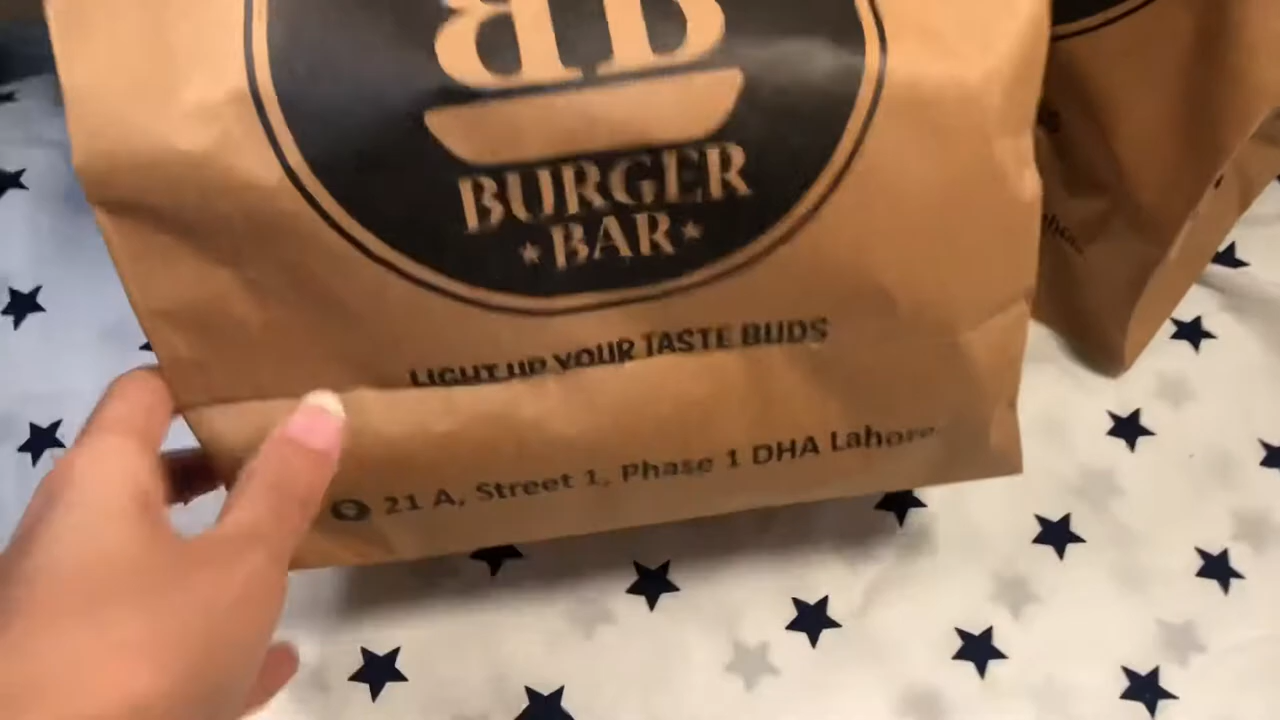 BB
BURGER
BAR
LIGHT UP YOUR TASTE BUDS
21 A, Street 1, Phase 1 DHA Lahore